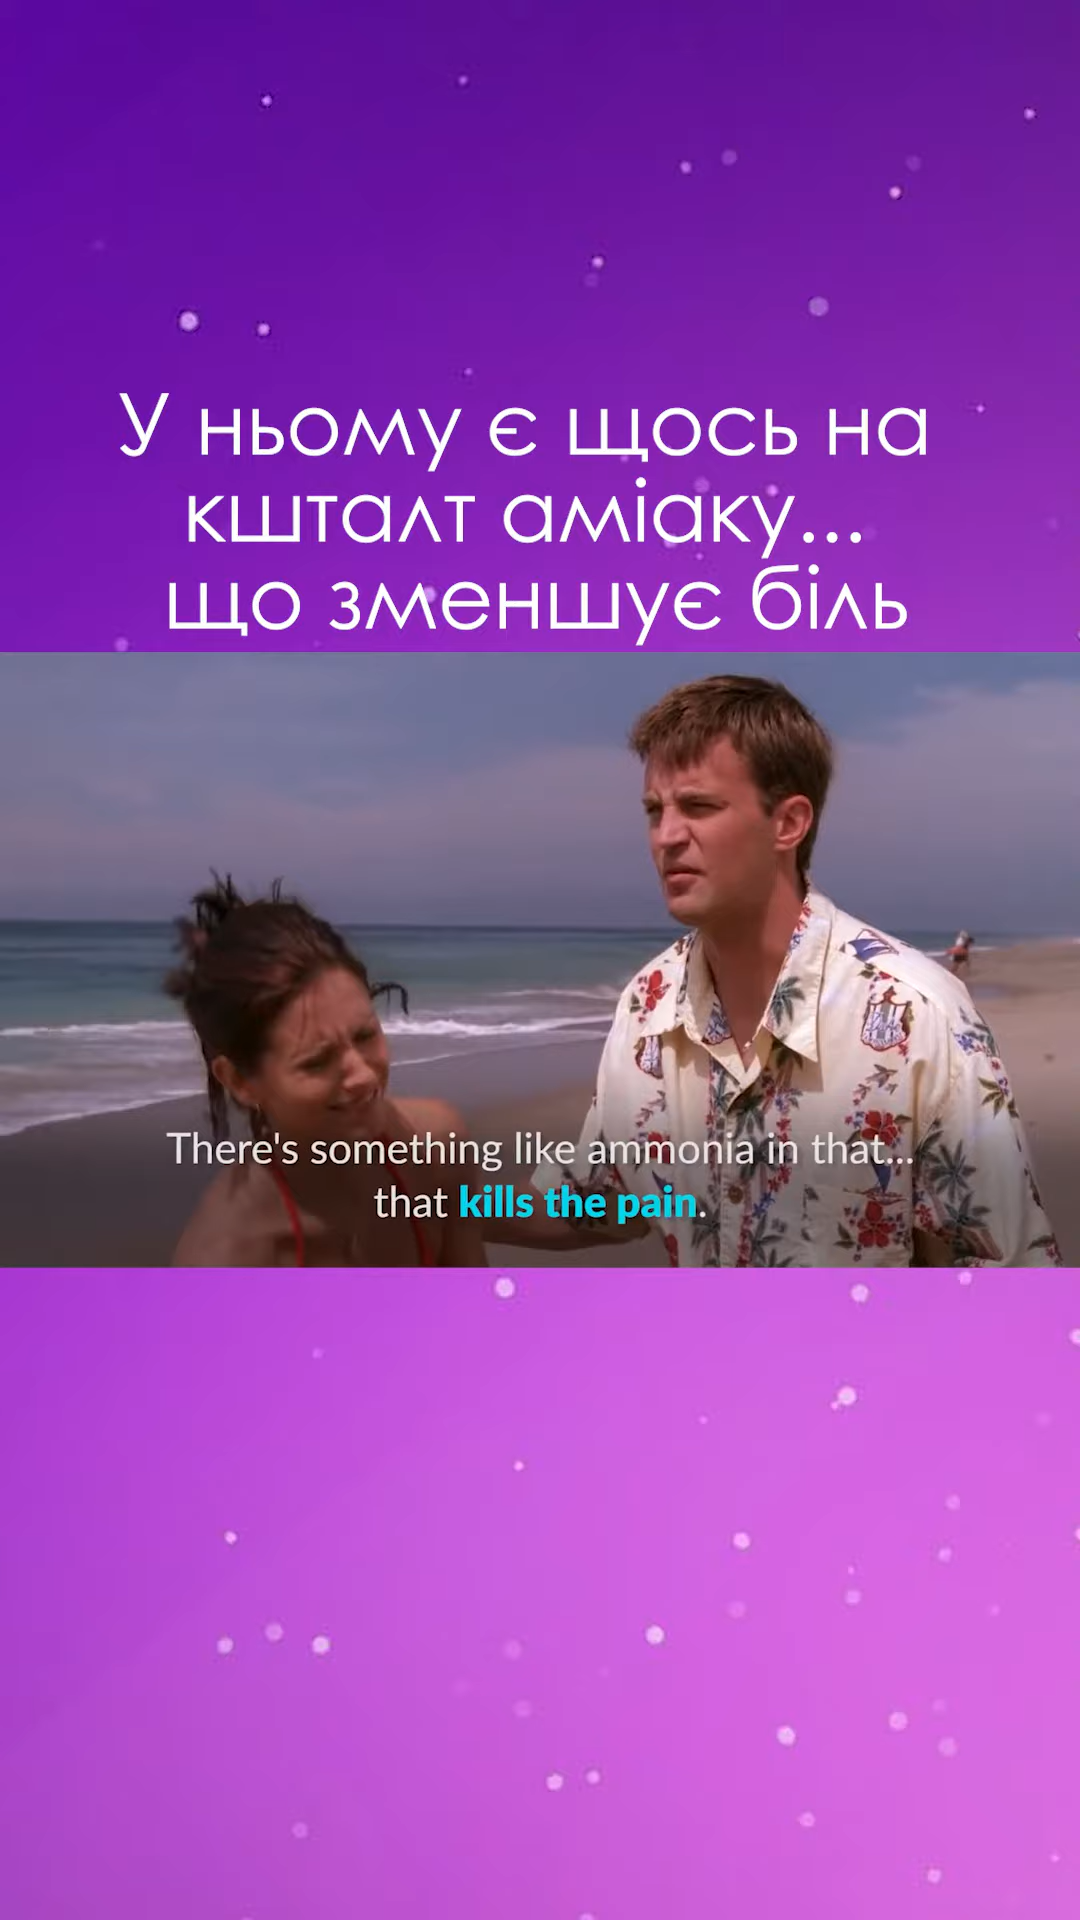 У ньому є щось на
кшталт аміаку...
що зменшує біль
There's something like ammonia in that...
that kills the pain.